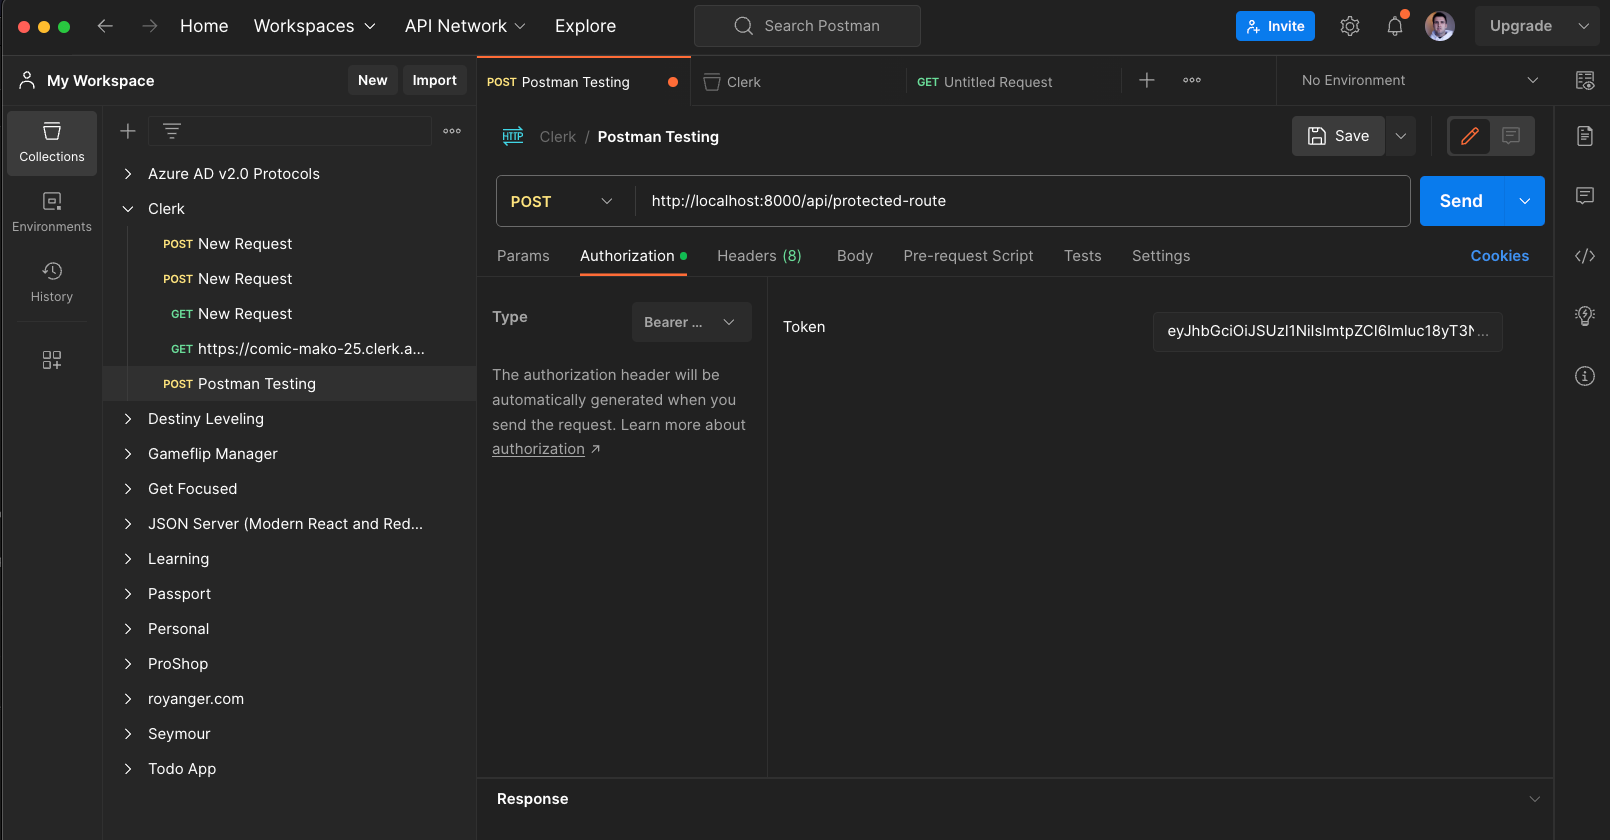 Home Workspaces API Network Explore Search Postman Invite Upgrade
My Workspace New Import
POST Postman Testing Clerk GET Untitled Request No Environment
Collections
Environments
History
Azure AD v2.0 Protocols
Clerk
POST New Request
POST New Request
GET New Request
GET https://comic-mako-25.clerk.a...
POST Postman Testing
Destiny Leveling
Gameflip Manager
Get Focused
JSON Server (Modern React and Red...
Learning
Passport
Personal
ProShop
royanger.com
Seymour
Todo App
HTTP Clerk / Postman Testing Save
POST http://localhost:8000/api/protected-route Send
Params Authorization Headers (8) Body Pre-request Script Tests Settings Cookies
Type Bearer ...
The authorization header will be
automatically generated when you
send the request. Learn more about
authorization ↗
Token
Response